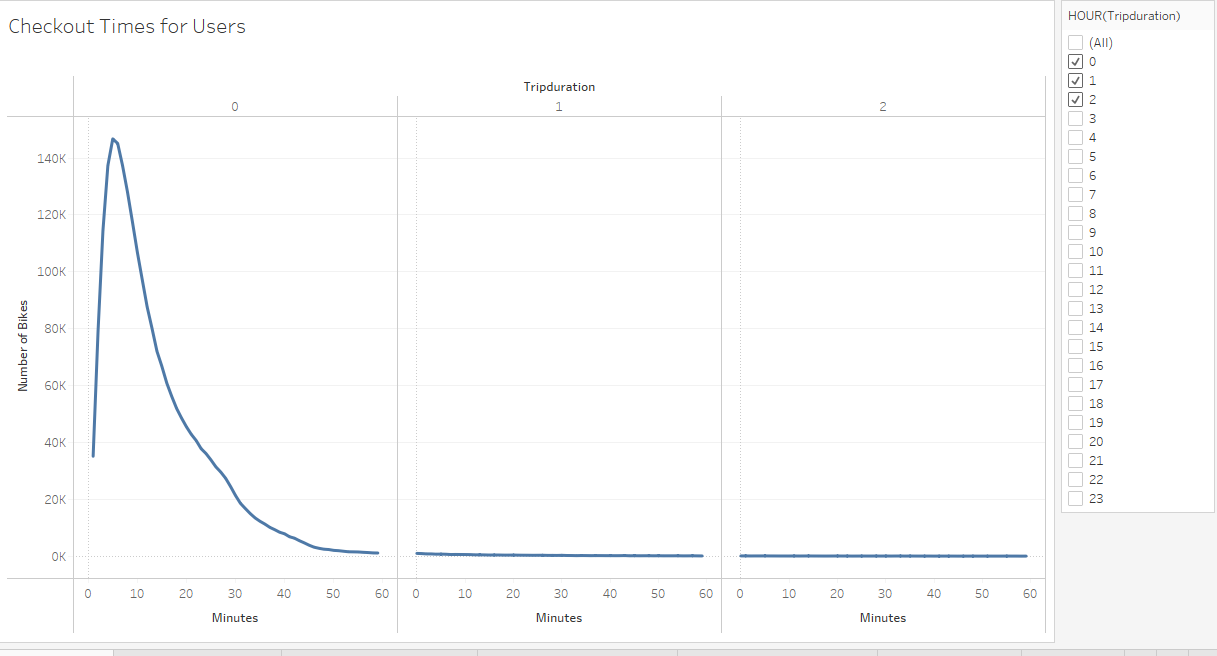 Checkout Times for Users
Tripduration
0 1 2
Number of Bikes
140K
120K
100K
80K
60K
40K
20K
0K
0 10 20 30 40 50 60 0 10 20 30 40 50 60 0 10 20 30 40 50 60
Minutes Minutes Minutes
HOUR(Tripduration)
(All)
0
1
2
3
4
5
6
7
8
9
10
11
12
13
14
15
16
17
18
19
20
21
22
23